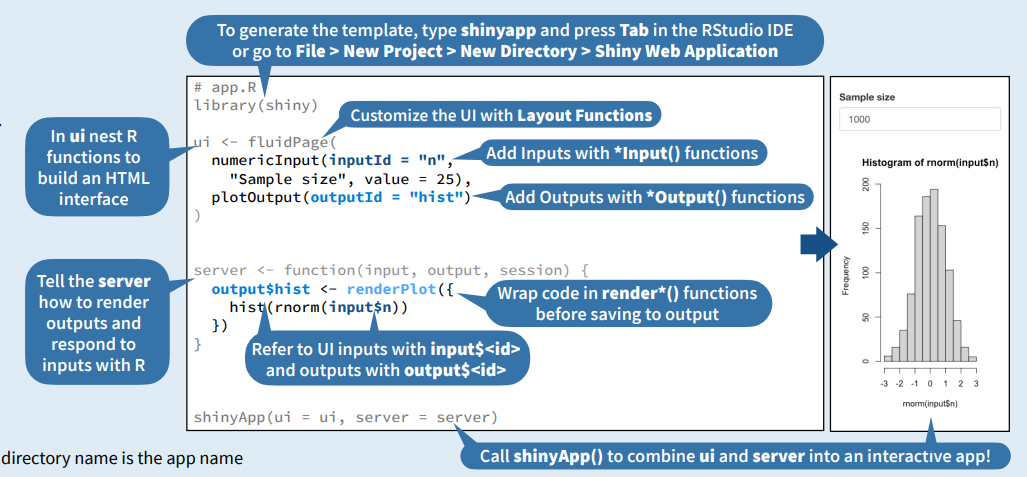 To generate the template, type shinyapp and press Tab in the RStudio IDE
or go to File > New Project > New Directory > Shiny Web Application
# app.R
library(shiny)
Customize the UI with Layout Functions
In ui nest R
functions to
build an HTML
interface
ui <- fluidPage(
numericInput(inputId = "n",
"Sample size", value = 25),
plotOutput(outputId = "hist")
)
Add Inputs with *Input() functions
Add Outputs with *Output() functions
Tell the server
how to render
outputs and
respond to
inputs with R
server <- function(input, output, session) {
output$hist <- renderPlot({
hist(rnorm(input$n))
})
}
Wrap code in render*() functions
before saving to output
Refer to UI inputs with input$<id>
and outputs with output$<id>
shinyApp(ui = ui, server = server)
Call shinyApp() to combine ui and server into an interactive app!
directory name is the app name
Sample size
1000
Histogram of rnorm(input$n)
Frequency
200
150
100
50
0
-3 -2 -1 0 1 2 3
rnorm(input$n)